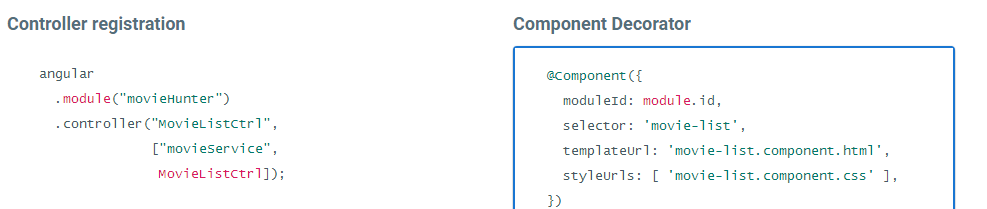 Controller registration
angular
.module("movieHunter")
.controller("MovieListCtrl",
["movieService",
MovieListCtrl]);
Component Decorator
@Component({
moduleId: module.id,
selector: 'movie-list',
templateUrl: 'movie-list.component.html',
styleUrls: [ 'movie-list.component.css' ],
})